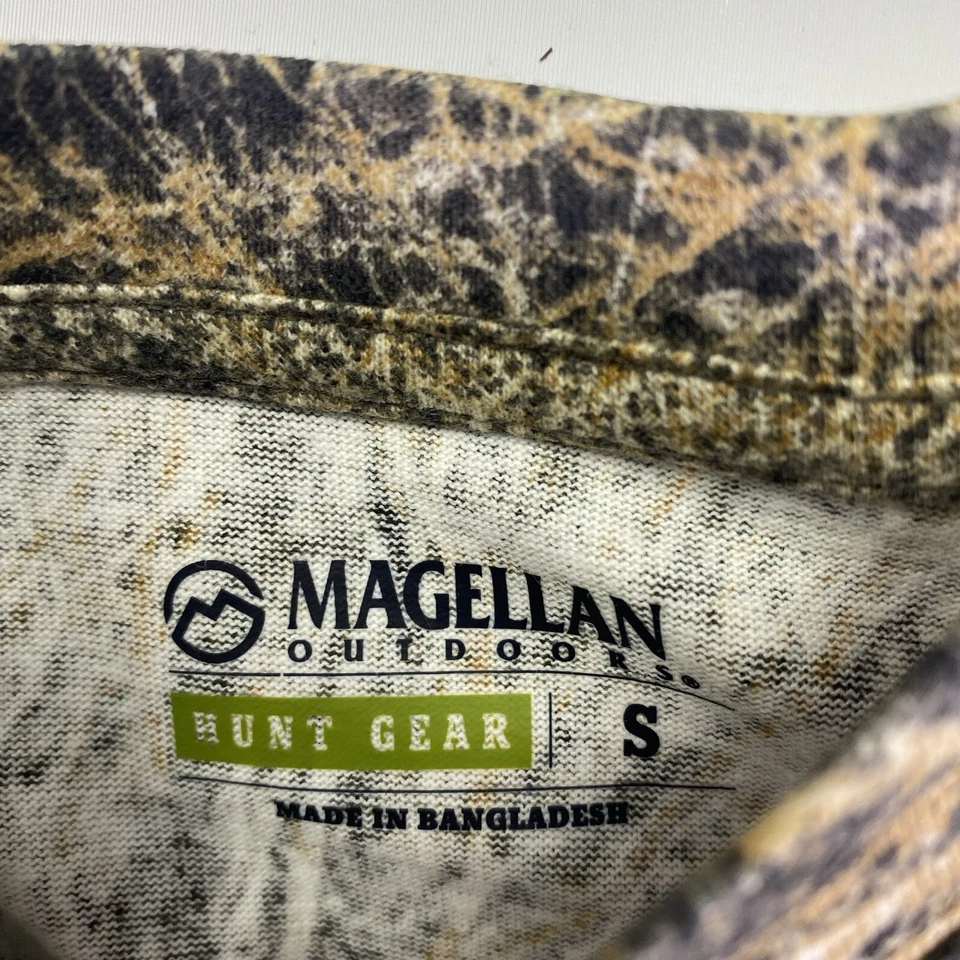 MAGELLAN
OUTDOORS®
HUNT GEAR | S
MADE IN BANGLADESH